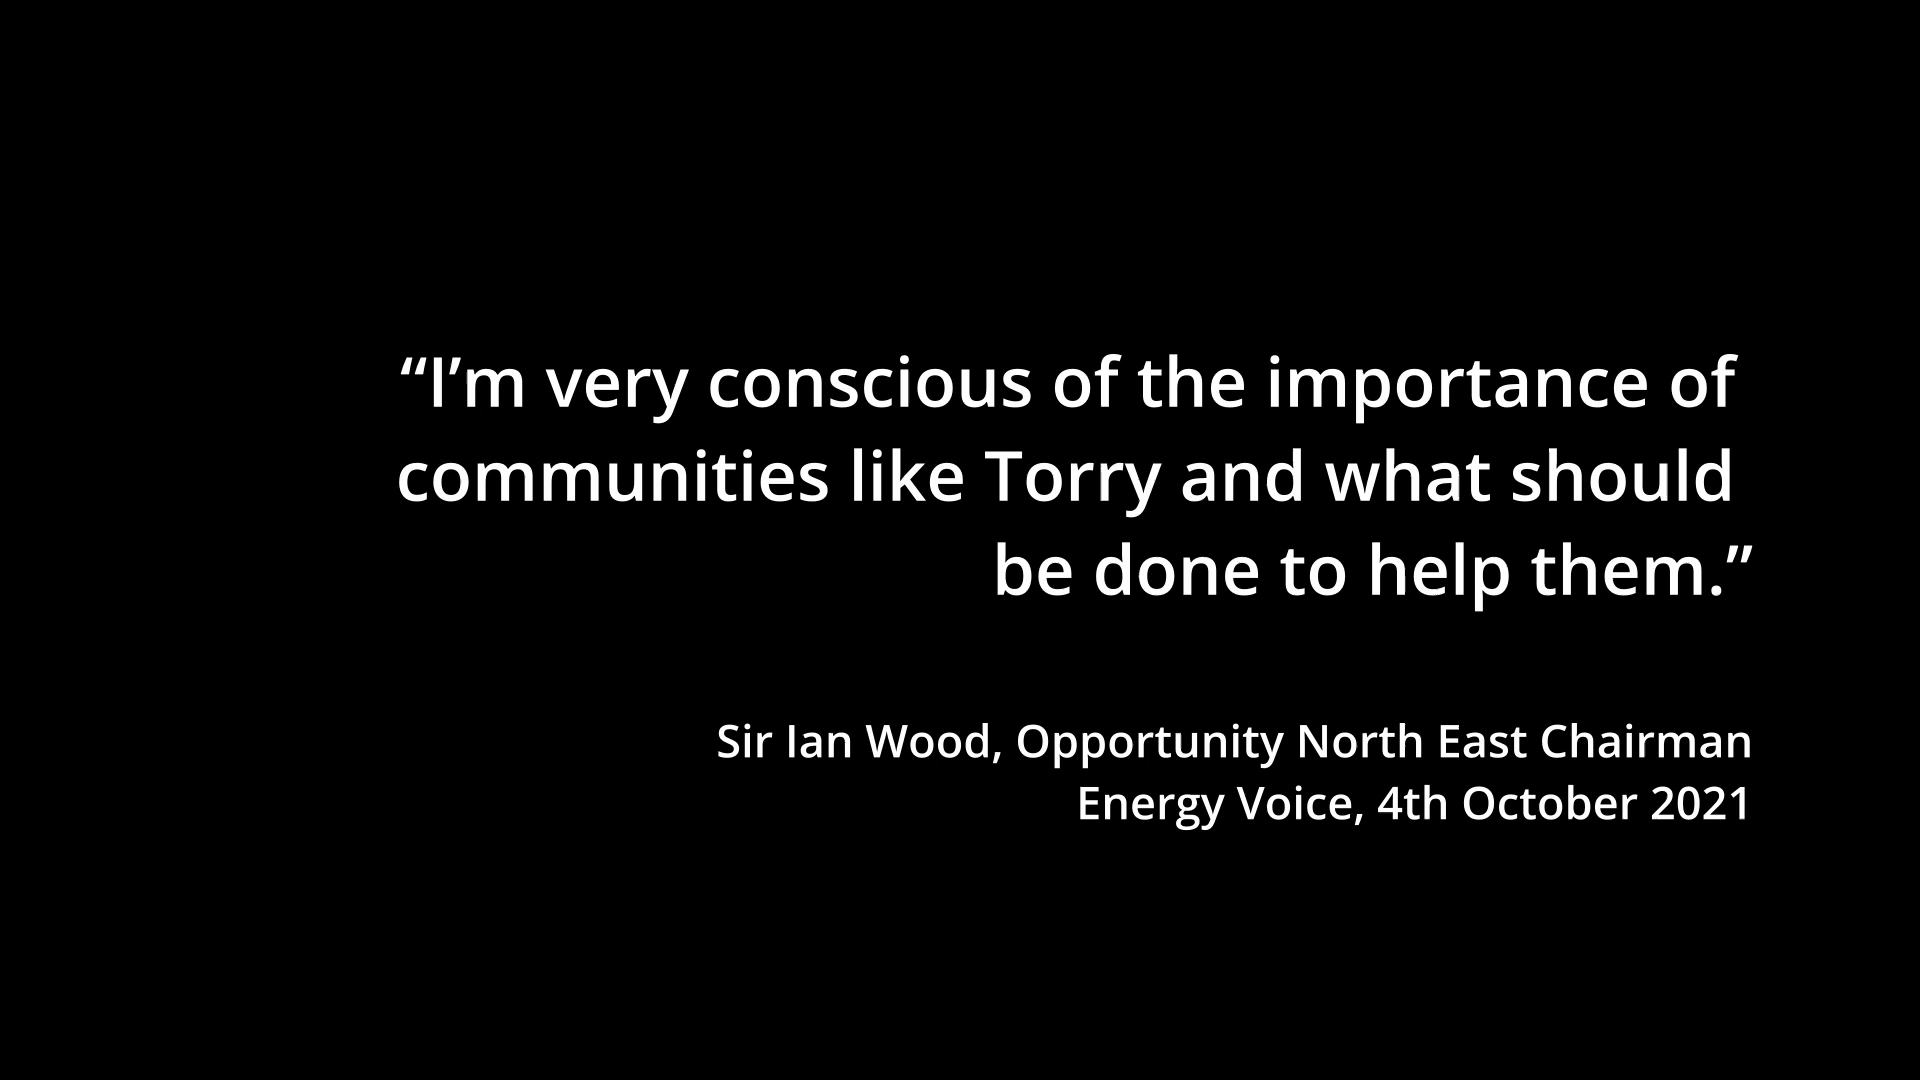 “I’m very conscious of the importance of
communities like Torry and what should
be done to help them.”
Sir Ian Wood, Opportunity North East Chairman
Energy Voice, 4th October 2021